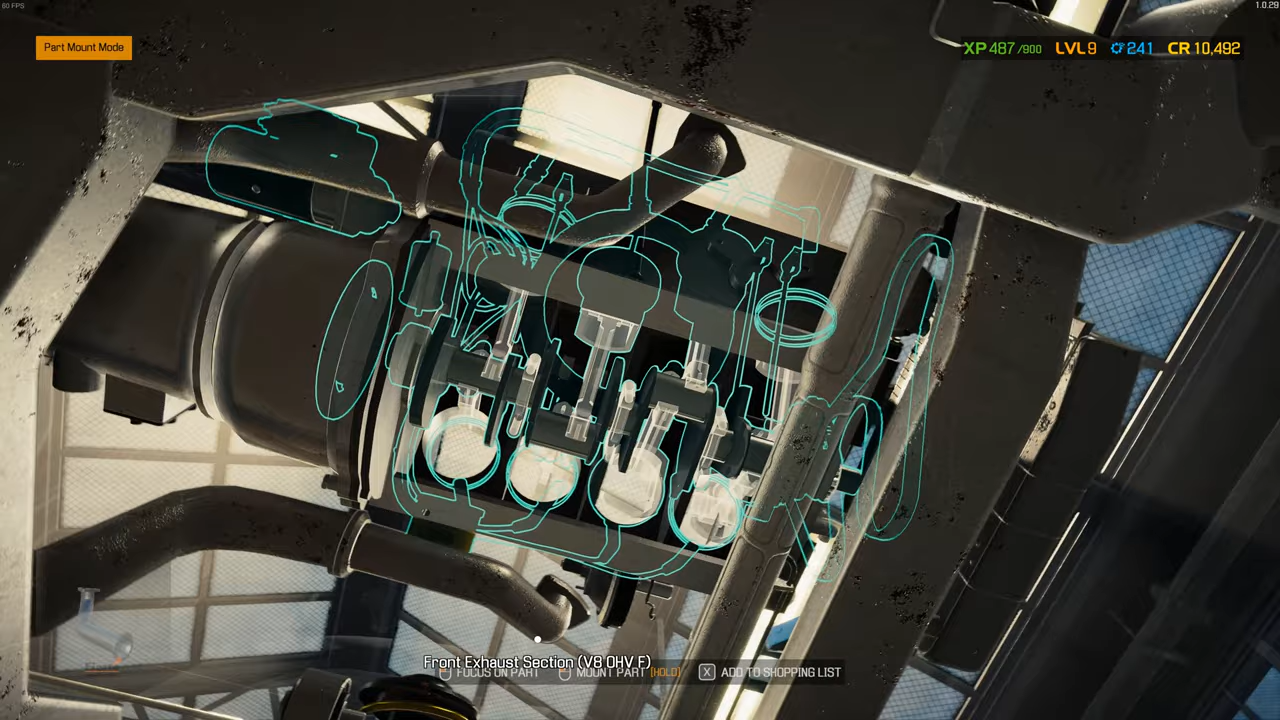 60 FPS
1.0.29
Part Mount Mode
XP 487/900 LVL 9 241 CR 10,492
Front Exhaust Section (V8 OHV F)
FOCUS ON PART MOUNT PART [HOLD] X ADD TO SHOPPING LIST